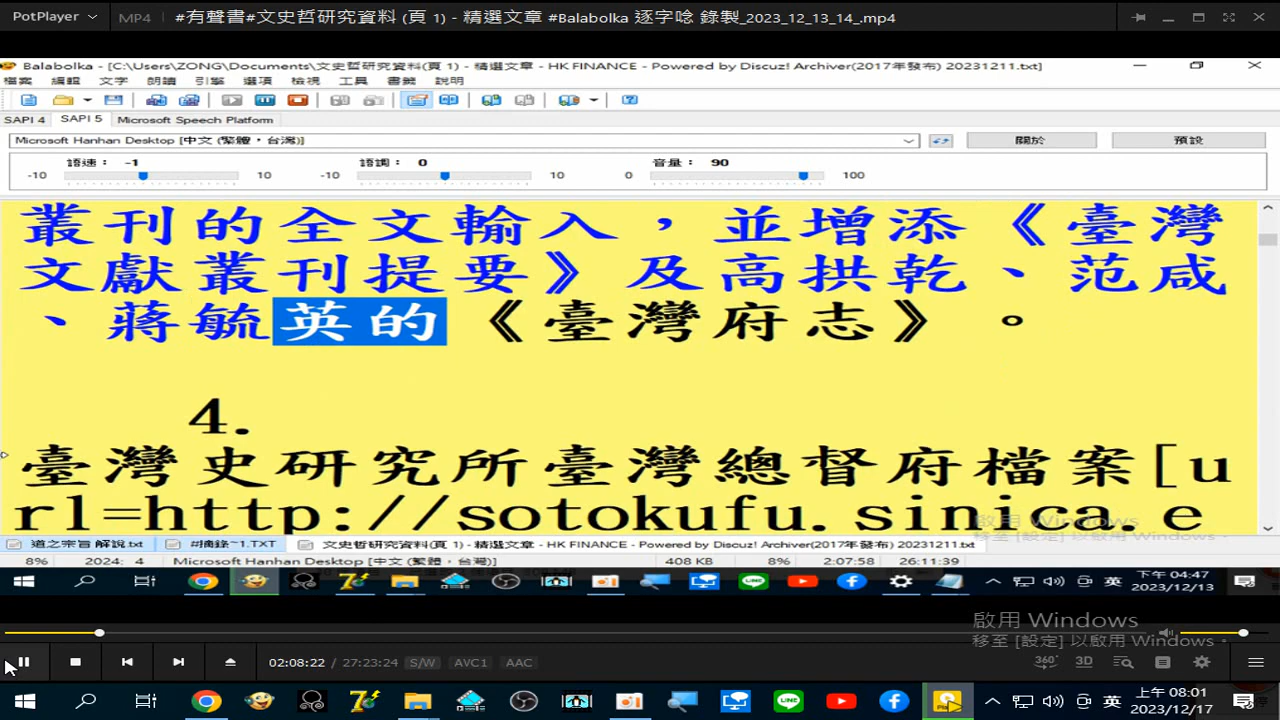 PotPlayer
MP4
#有聲書#文史哲研究資料 (頁 1) - 精選文章 #Balabolka 逐字唸 錄製_2023_12_13_14_.mp4
Balabolka - [C:\Users\ZONG\Documents\文史哲研究資料(頁 1) - 精選文章 - HK FINANCE - Powered by Discuz! Archiver(2017年發布) 20231211.txt]
檔案 編輯 文字 朗讀 引擎 選項 檢視 工具 書籤 說明
SAPI 4 SAPI 5 Microsoft Speech Platform
Microsoft Hanhan Desktop [中文 (繁體，台灣)]
關於
預設
語速： -1
語調： 0
音量： 90
-10 10 -10 10 0 100
叢刊的全文輸入，並增添《臺灣
文獻叢刊提要》及高拱乾、范咸
、蔣毓英的《臺灣府志》。
4.
臺灣史研究所臺灣總督府檔案[u
rl=http://sotokufu.sinica.e
啟用 Windows
移至 [設定] 以啟用 Windows。
道之宗旨 解說.txt
#摘錄~1.TXT
文史哲研究資料(頁 1) - 精選文章 - HK FINANCE - Powered by Discuz! Archiver(2017年發布) 20231211.txt
8% 2024: 4 Microsoft Hanhan Desktop [中文 (繁體，台灣)] 408 KB 8% 2:07:58 26:11:39
英
下午 04:47
2023/12/13
啟用 Windows
移至 [設定] 以啟用 Windows。
02:08:22 / 27:23:24 S/W AVC1 AAC
360°
3D
英
上午 08:01
2023/12/17